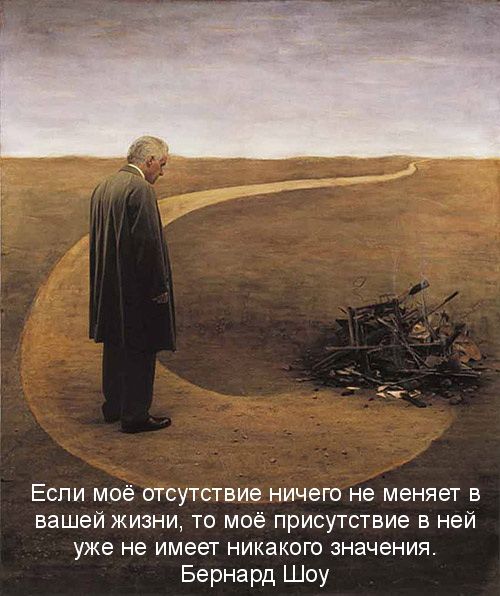 Если моё отсутствие ничего не меняет в
вашей жизни, то моё присутствие в ней
уже не имеет никакого значения.
Бернард Шоу